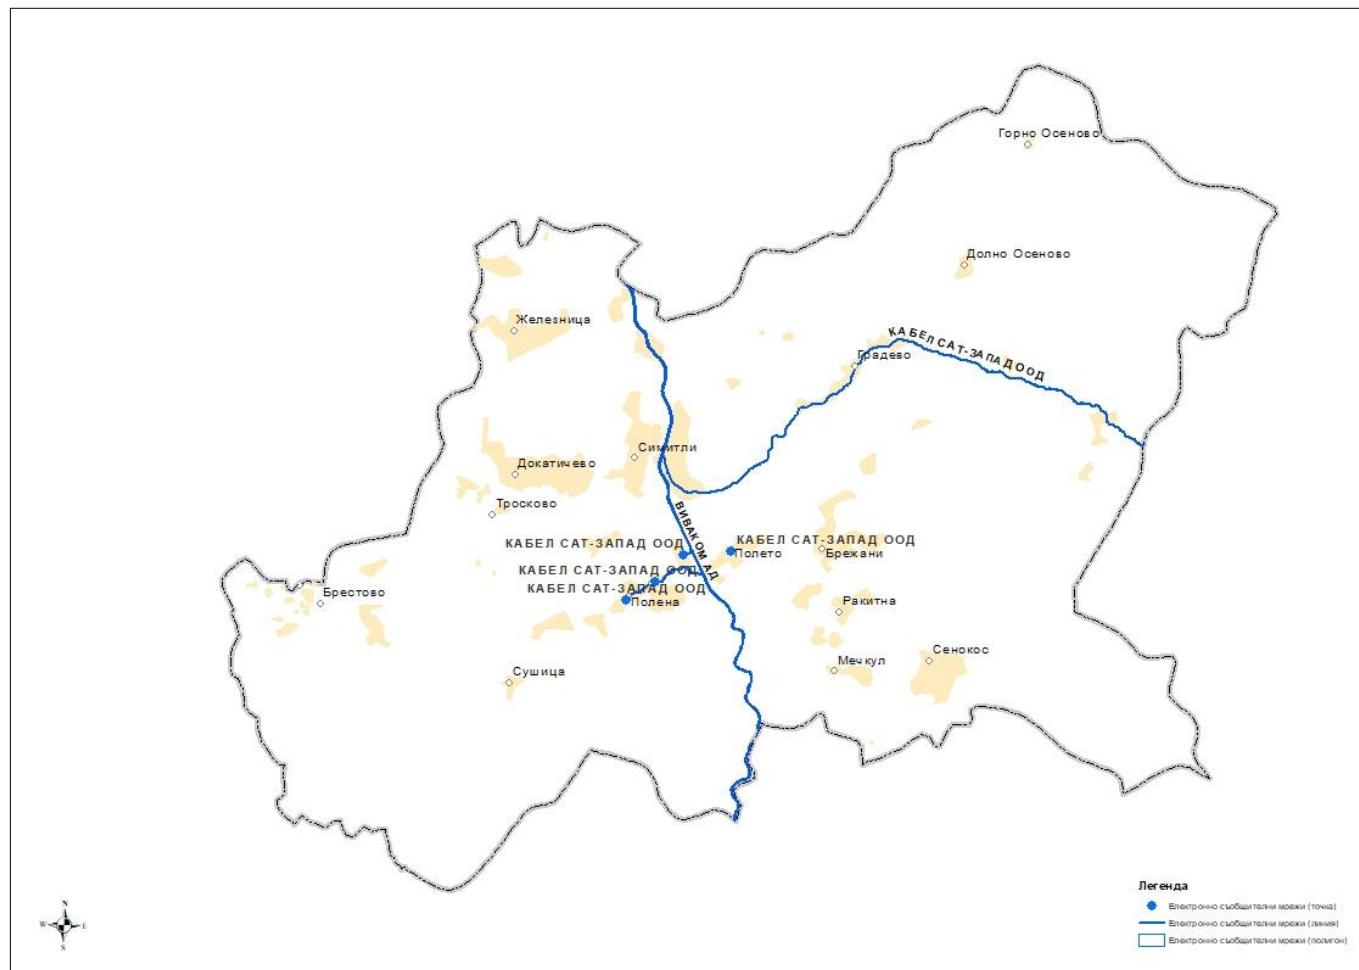 Горно Осеново
Долно Осеново
Железница
КАБЕЛ САТ-ЗАПАД ООД
Градево
Симитли
Докатичево
Тросково
ВИВАКОМ АД
КАБЕЛ САТ-ЗАПАД ООД
КАБЕЛ САТ-ЗАПАД ООД
Полето
Брежани
КАБЕЛ САТ-ЗАПАД ООД
КАБЕЛ САТ-ЗАПАД ООД
Брестово
Полена
Ракитна
Сенокос
Мечкул
Сушица
Легенда
Електронно съобщителни мрежи (точка)
Електронно съобщителни мрежи (линия)
Електронно съобщителни мрежи (полигон)
N
W E
S